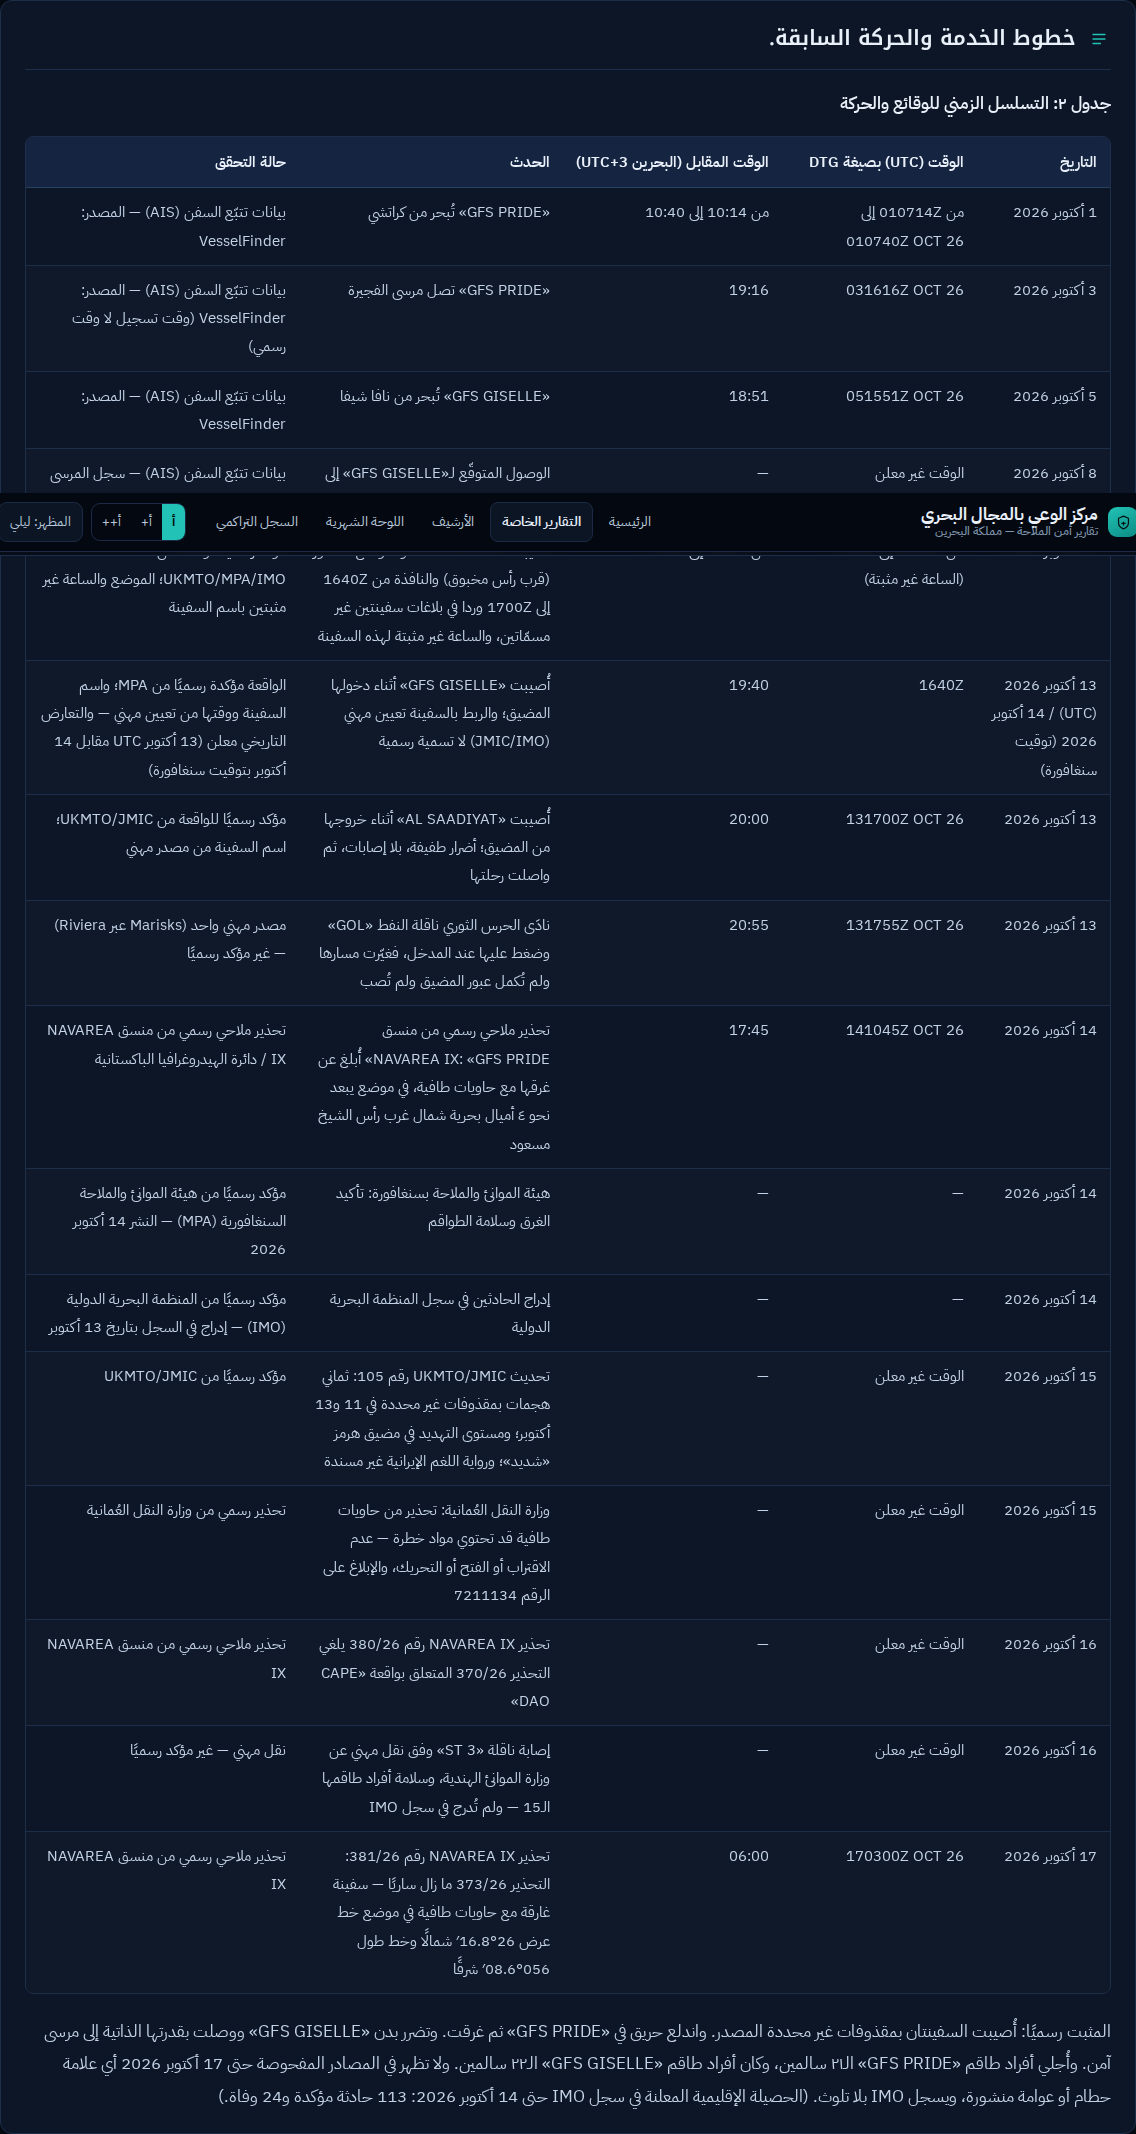 خطوط الخدمة والحركة السابقة.
جدول ٢: التسلسل الزمني للوقائع والحركة
التاريخ
الوقت (UTC) بصيغة DTG
الوقت المقابل (البحرين UTC+3)
الحدث
حالة التحقق
1 أكتوبر 2026
من 010714Z إلى
010740Z OCT 26
من 10:14 إلى 10:40
«GFS PRIDE» تُبحر من كراتشي
بيانات تتبّع السفن (AIS) — المصدر:
VesselFinder
3 أكتوبر 2026
031616Z OCT 26
19:16
«GFS PRIDE» تصل مرسى الفجيرة
بيانات تتبّع السفن (AIS) — المصدر:
VesselFinder (وقت تسجيل لا وقت
رسمي)
5 أكتوبر 2026
051551Z OCT 26
18:51
«GFS GISELLE» تُبحر من نافا شيفا
بيانات تتبّع السفن (AIS) — المصدر:
VesselFinder
8 أكتوبر 2026
الوقت غير معلن
—
الوصول المتوقّع لـ«GFS GISELLE» إلى
بيانات تتبّع السفن (AIS) — سجل المرسى
مركز الوعي بالمجال البحري
تقارير أمن الملاحة — مملكة البحرين
الرئيسية
التقارير الخاصة
الأرشيف
اللوحة الشهرية
السجل التراكمي
أ
أ+
أ++
المظهر: ليلي
(الساعة غير مثبتة)
(قرب رأس مخبوق) والنافذة من 1640Z
إلى 1700Z وردا في بلاغات سفينتين غير
مسمّاتين، والساعة غير مثبتة لهذه السفينة
UKMTO/MPA/IMO؛ الموضع والساعة غير
مثبتين باسم السفينة
13 أكتوبر 2026
(UTC) / 14 أكتوبر
2026 (توقيت
سنغافورة)
1640Z
19:40
أُصيبت «GFS GISELLE» أثناء دخولها
المضيق؛ والربط بالسفينة تعيين مهني
(JMIC/IMO) لا تسمية رسمية
الواقعة مؤكدة رسميًا من MPA؛ واسم
السفينة ووقتها من تعيين مهني — والتعارض
التاريخي معلن (13 أكتوبر UTC مقابل 14
أكتوبر بتوقيت سنغافورة)
13 أكتوبر 2026
131700Z OCT 26
20:00
أُصيبت «AL SAADIYAT» أثناء خروجها
من المضيق؛ أضرار طفيفة، بلا إصابات، ثم
واصلت رحلتها
مؤكد رسميًا للواقعة من UKMTO/JMIC؛
اسم السفينة من مصدر مهني
13 أكتوبر 2026
131755Z OCT 26
20:55
نادَى الحرس الثوري ناقلة النفط «GOL»
وضغط عليها عند المدخل، فغيّرت مسارها
ولم تُكمل عبور المضيق ولم تُصب
مصدر مهني واحد (Marisks عبر Riviera)
— غير مؤكد رسميًا
14 أكتوبر 2026
141045Z OCT 26
17:45
تحذير ملاحي رسمي من منسق
NAVAREA IX: «GFS PRIDE» أُبلغ عن
غرقها مع حاويات طافية، في موضع يبعد
نحو ٤ أميال بحرية شمال غرب رأس الشيخ
مسعود
تحذير ملاحي رسمي من منسق NAVAREA
IX / دائرة الهيدروغرافيا الباكستانية
14 أكتوبر 2026
—
—
هيئة الموانئ والملاحة بسنغافورة: تأكيد
الغرق وسلامة الطواقم
مؤكد رسميًا من هيئة الموانئ والملاحة
السنغافورية (MPA) — النشر 14 أكتوبر
2026
14 أكتوبر 2026
—
—
إدراج الحادثين في سجل المنظمة البحرية
الدولية
مؤكد رسميًا من المنظمة البحرية الدولية
(IMO) — إدراج في السجل بتاريخ 13 أكتوبر
15 أكتوبر 2026
الوقت غير معلن
—
تحديث UKMTO/JMIC رقم 105: ثماني
هجمات بمقذوفات غير محددة في 11 و13
أكتوبر؛ ومستوى التهديد في مضيق هرمز
«شديد»؛ ورواية اللغم الإيرانية غير مسندة
مؤكد رسميًا من UKMTO/JMIC
15 أكتوبر 2026
الوقت غير معلن
—
وزارة النقل العُمانية: تحذير من حاويات
طافية قد تحتوي مواد خطرة — عدم
الاقتراب أو الفتح أو التحريك، والإبلاغ على
الرقم 7211134
تحذير رسمي من وزارة النقل العُمانية
16 أكتوبر 2026
الوقت غير معلن
—
تحذير NAVAREA IX رقم 380/26 يلغي
التحذير 370/26 المتعلق بواقعة «CAPE
DAO»
تحذير ملاحي رسمي من منسق NAVAREA
IX
16 أكتوبر 2026
الوقت غير معلن
—
إصابة ناقلة «ST 3» وفق نقل مهني عن
وزارة الموانئ الهندية، وسلامة أفراد طاقمها
الـ15 — ولم تُدرج في سجل IMO
نقل مهني — غير مؤكد رسميًا
17 أكتوبر 2026
170300Z OCT 26
06:00
تحذير NAVAREA IX رقم 381/26:
التحذير 373/26 ما زال ساريًا — سفينة
غارقة مع حاويات طافية في موضع خط
عرض 26°16.8′ شمالًا وخط طول
056°08.6′ شرقًا
تحذير ملاحي رسمي من منسق NAVAREA
IX
المثبت رسميًا: أُصيبت السفينتان بمقذوفات غير محددة المصدر. واندلع حريق في «GFS PRIDE» ثم غرقت. وتضرر بدن «GFS GISELLE» ووصلت بقدرتها الذاتية إلى مرسى
آمن. وأُجلي أفراد طاقم «GFS PRIDE» الـ٢١ سالمين، وكان أفراد طاقم «GFS GISELLE» الـ٢٢ سالمين. ولا تظهر في المصادر المفحوصة حتى 17 أكتوبر 2026 أي علامة
حطام أو عوامة منشورة، ويسجل IMO بلا تلوث. (الحصيلة الإقليمية المعلنة في سجل IMO حتى 14 أكتوبر 2026: 113 حادثة مؤكدة و24 وفاة.)